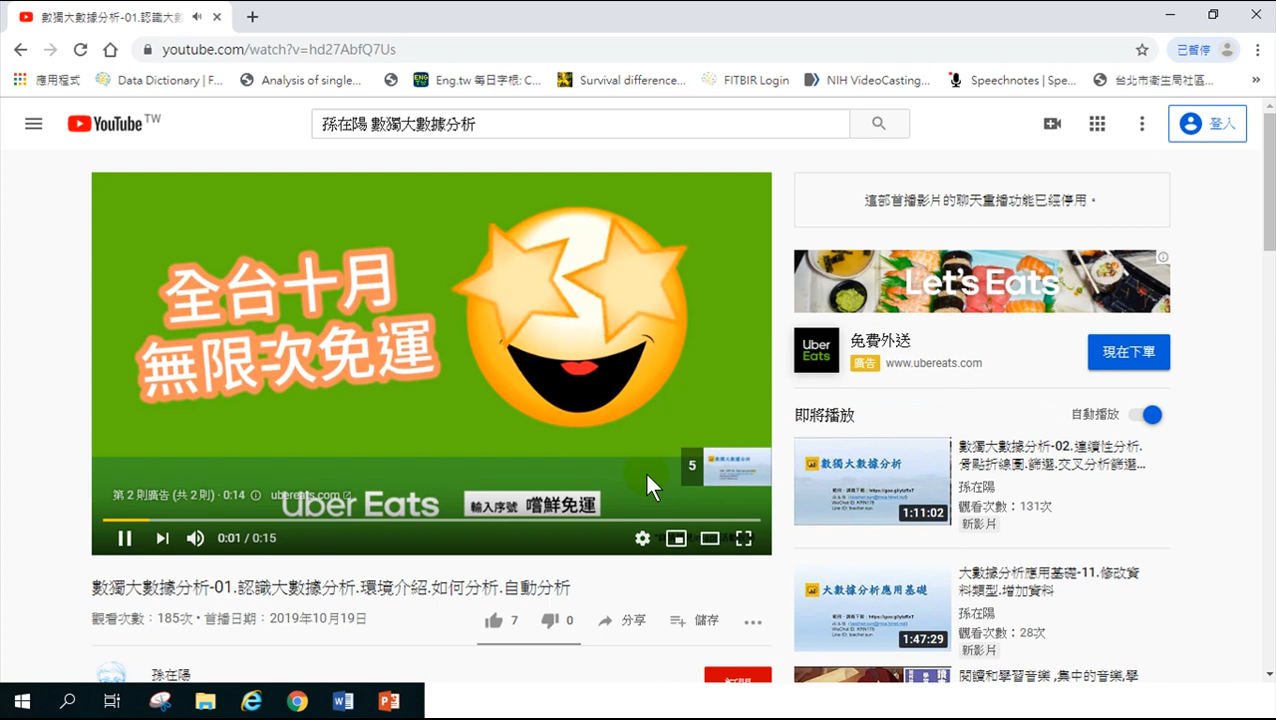 數獨大數據分析-01.認識大數
youtube.com/watch?v=hd27AbfQ7Us
已暫停
應用程式
Data Dictionary | F...
Analysis of single...
Eng.tw 每日字根: C...
Survival difference...
FITBIR Login
NIH VideoCasting...
Speechnotes | Spe...
台北市衛生局社區...
YouTube TW
孫在陽 數獨大數據分析
登入
全台十月
無限次免運
5
第 2 則廣告 (共 2 則) · 0:14
ubereats.com
Uber Eats
輸入序號 嚐鮮免運
0:01 / 0:15
數獨大數據分析-01.認識大數據分析.環境介绍.如何分析.自動分析
觀看次數：185次 • 首播日期：2019年10月19日
7
0
分享
儲存
孫在陽
這部首播影片的聊天重播功能已經停用。
Let's Eats
Uber Eats
免費外送
廣告 www.ubereats.com
現在下單
即將播放
自動播放
數獨大數據分析
1:11:02
數獨大數據分析-02.連續性分析.
骨點折線圖.篩選.交叉分析篩選...
孫在陽
觀看次數：131次
新影片
大數據分析應用基礎
1:47:29
大數據分析應用基礎-11.修改資
料類型.增加資料
孫在陽
觀看次數：28次
新影片
閱讀和學習音樂 ,集中的音樂,學